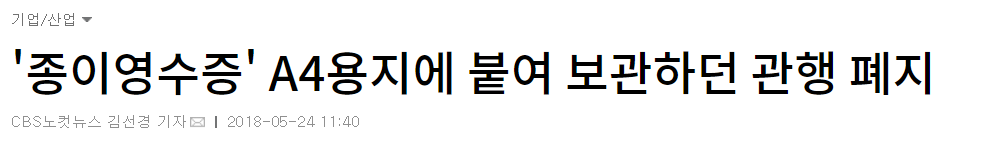 기업/산업
'종이영수증' A4용지에 붙여 보관하던 관행 폐지
CBS노컷뉴스 김선경 기자 | 2018-05-24 11:40